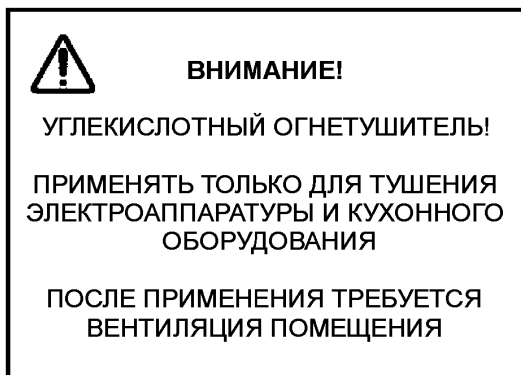 ВНИМАНИЕ!
УГЛЕКИСЛОТНЫЙ ОГНЕТУШИТЕЛЬ!
ПРИМЕНЯТЬ ТОЛЬКО ДЛЯ ТУШЕНИЯ
ЭЛЕКТРОАППАРАТУРЫ И КУХОННОГО
ОБОРУДОВАНИЯ
ПОСЛЕ ПРИМЕНЕНИЯ ТРЕБУЕТСЯ
ВЕНТИЛЯЦИЯ ПОМЕЩЕНИЯ